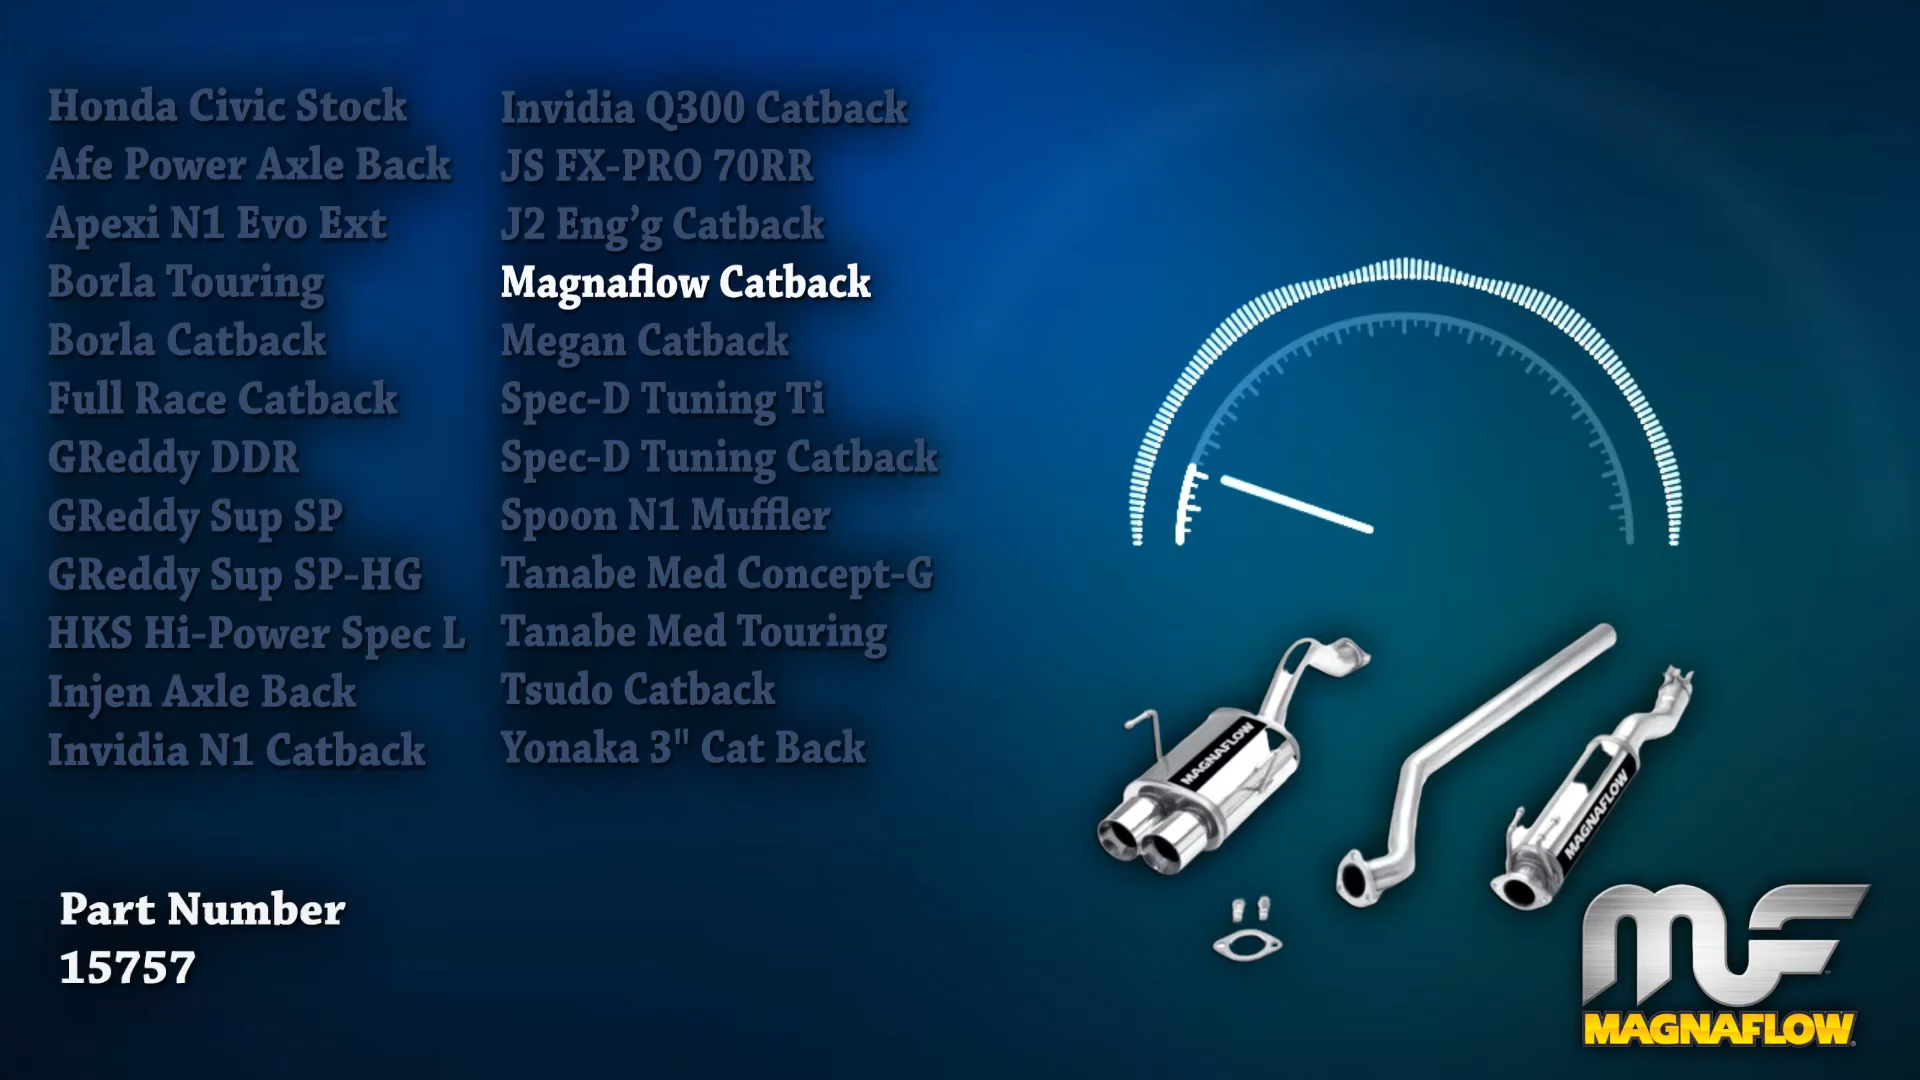 Honda Civic Stock
Afe Power Axle Back
Apexi N1 Evo Ext
Borla Touring
Borla Catback
Full Race Catback
GReddy DDR
GReddy Sup SP
GReddy Sup SP-HG
HKS Hi-Power Spec L
Injen Axle Back
Invidia N1 Catback
Invidia Q300 Catback
JS FX-PRO 70RR
J2 Eng’g Catback
Magnaflow Catback
Megan Catback
Spec-D Tuning Ti
Spec-D Tuning Catback
Spoon N1 Muffler
Tanabe Med Concept-G
Tanabe Med Touring
Tsudo Catback
Yonaka 3" Cat Back
Part Number
15757
MAGNAFLOW
MAGNAFLOW
MF
MAGNAFLOW